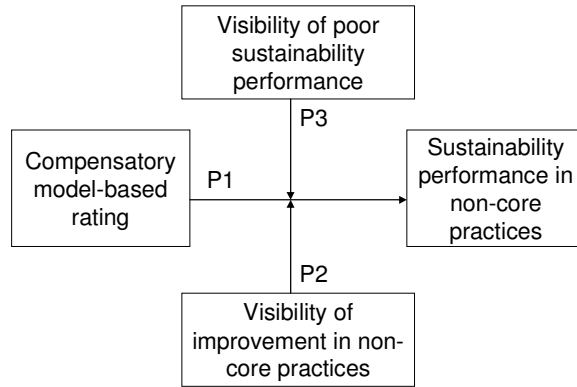 Visibility of poor
sustainability
performance
P3
Compensatory
model-based
rating
P1
Sustainability
performance in
non-core
practices
P2
Visibility of
improvement in non-
core practices